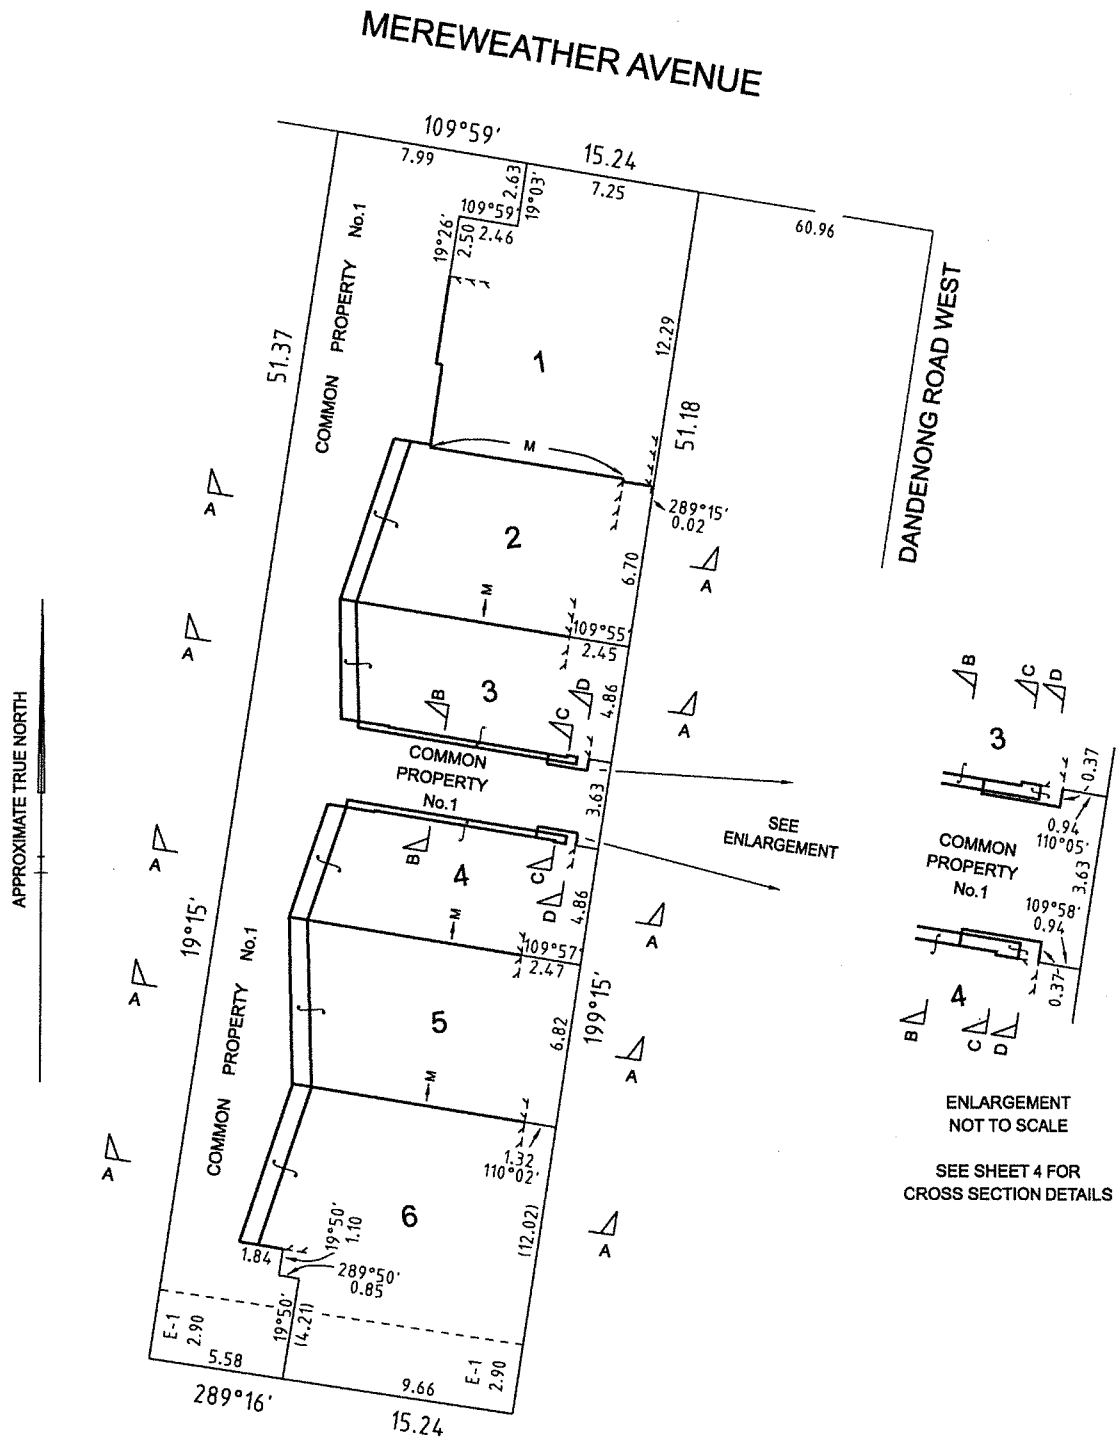 MEREWEATHER AVENUE
109°59'
7.99
15.24
7.25
2.63
19°03'
109°59'
2.46
19°26'
2.50
60.96
COMMON PROPERTY No.1
51.37
1
12.29
51.18
DANDENONG ROAD WEST
M
289°15'
0.02
A
2
6.70
A
M
109°55'
2.45
A
3
B
C
D
4.86
A
COMMON
PROPERTY
No.1
3.63
SEE
ENLARGEMENT
APPROXIMATE TRUE NORTH
A
B
4
C
D
4.86
A
M
109°57'
2.47
19°15'
COMMON PROPERTY No.1
A
5
6.82
199°15'
A
M
1.32
110°02'
A
6
(12.02)
A
1.84
19°50'
1.10
289°50'
0.85
19°50'
(4.21)
E-1
2.90
5.58
9.66
E-1
2.90
289°16'
15.24
B
C
D
3
0.37
0.94
110°05'
COMMON
PROPERTY
No.1
3.63
109°58'
0.94
0.37
4
B
C
D
ENLARGEMENT
NOT TO SCALE
SEE SHEET 4 FOR
CROSS SECTION DETAILS